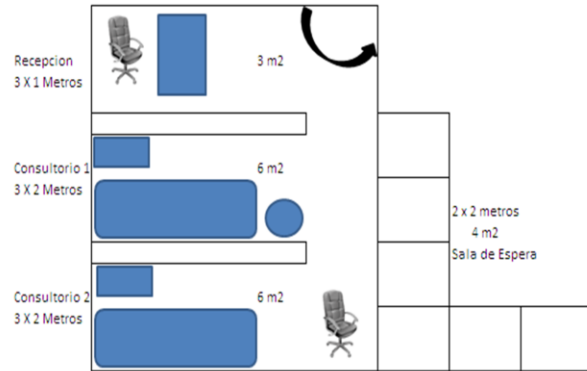 Recepcion
3 X 1 Metros
3 m2
Consultorio 1
3 X 2 Metros
6 m2
2 x 2 metros
4 m2
Sala de Espera
Consultorio 2
3 X 2 Metros
6 m2